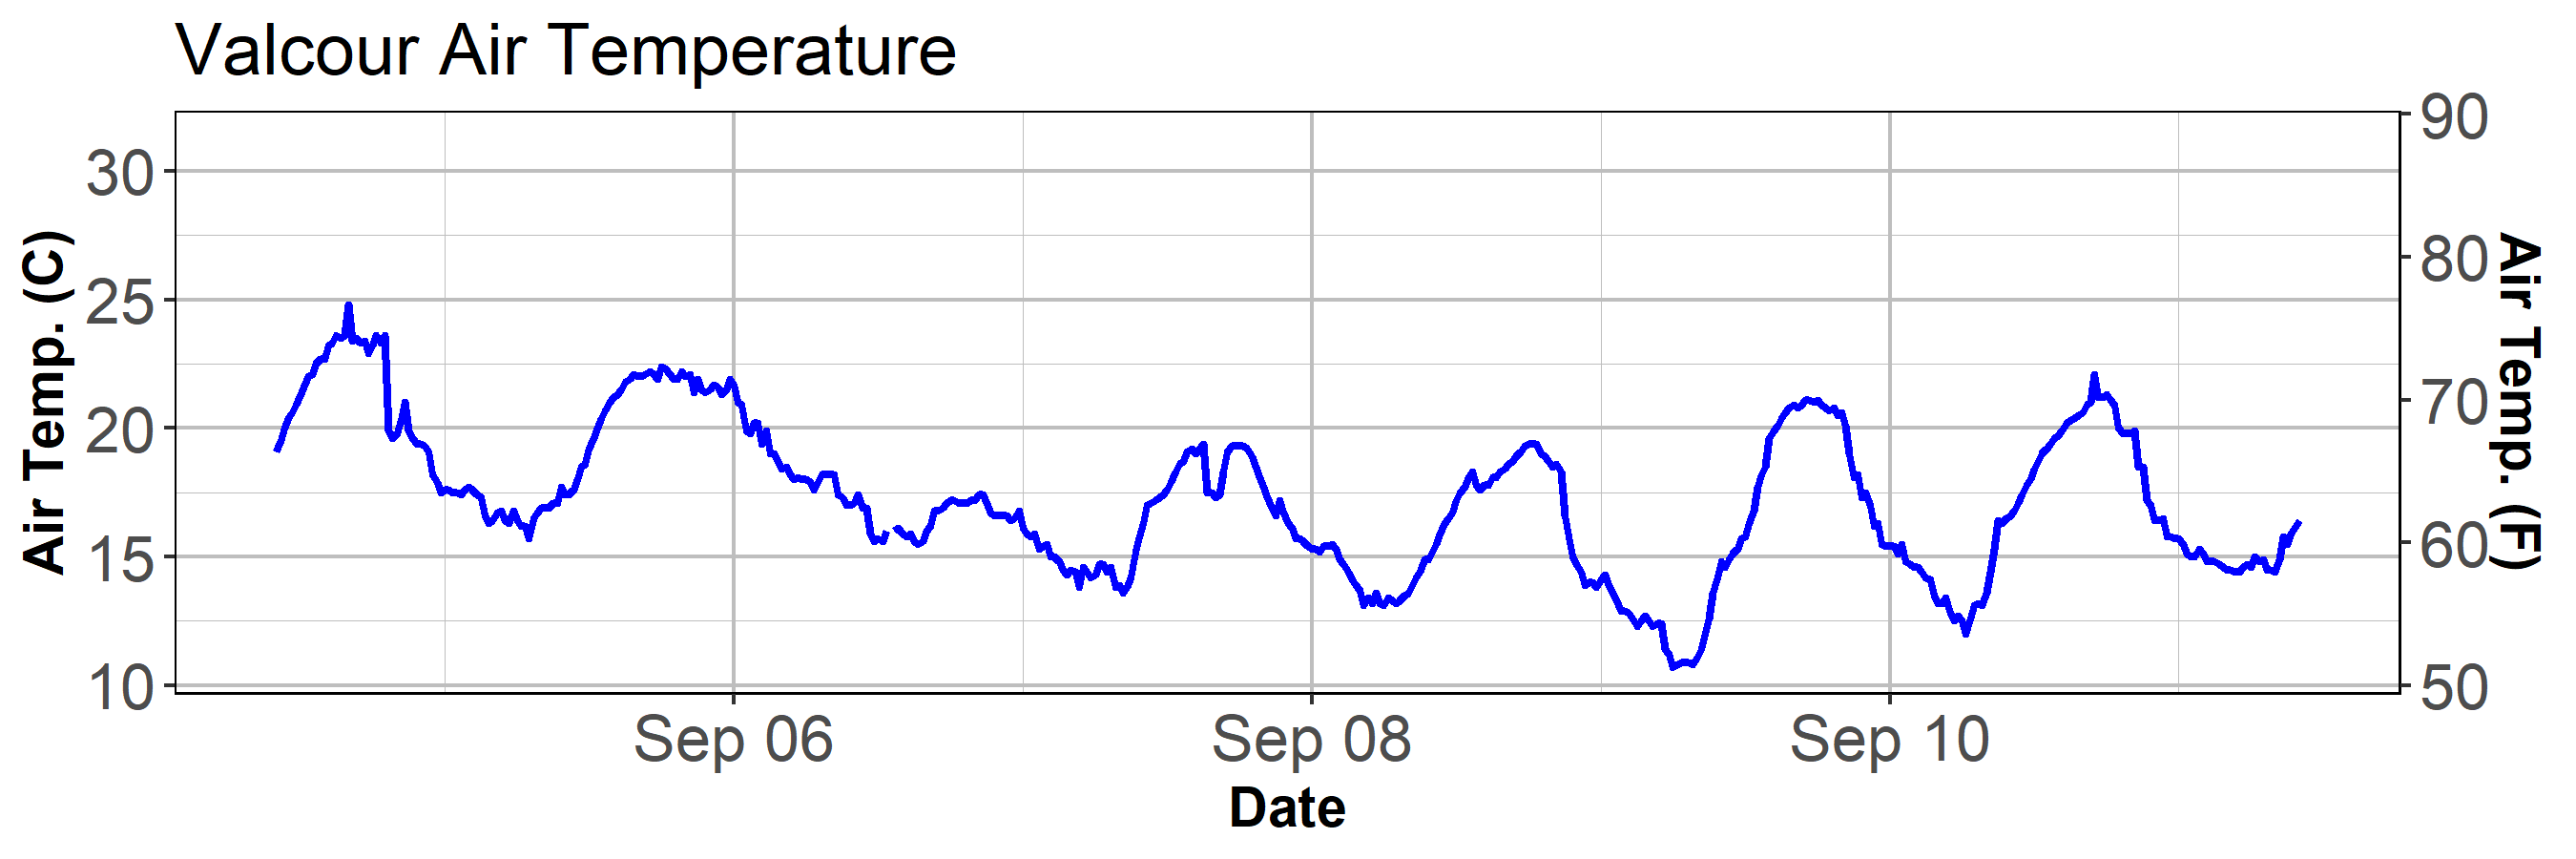 Valcour Air Temperature
Air Temp. (C)
30
25
20
15
10
90
80
70
60
50
Air Temp. (F)
Sep 06
Sep 08
Sep 10
Date